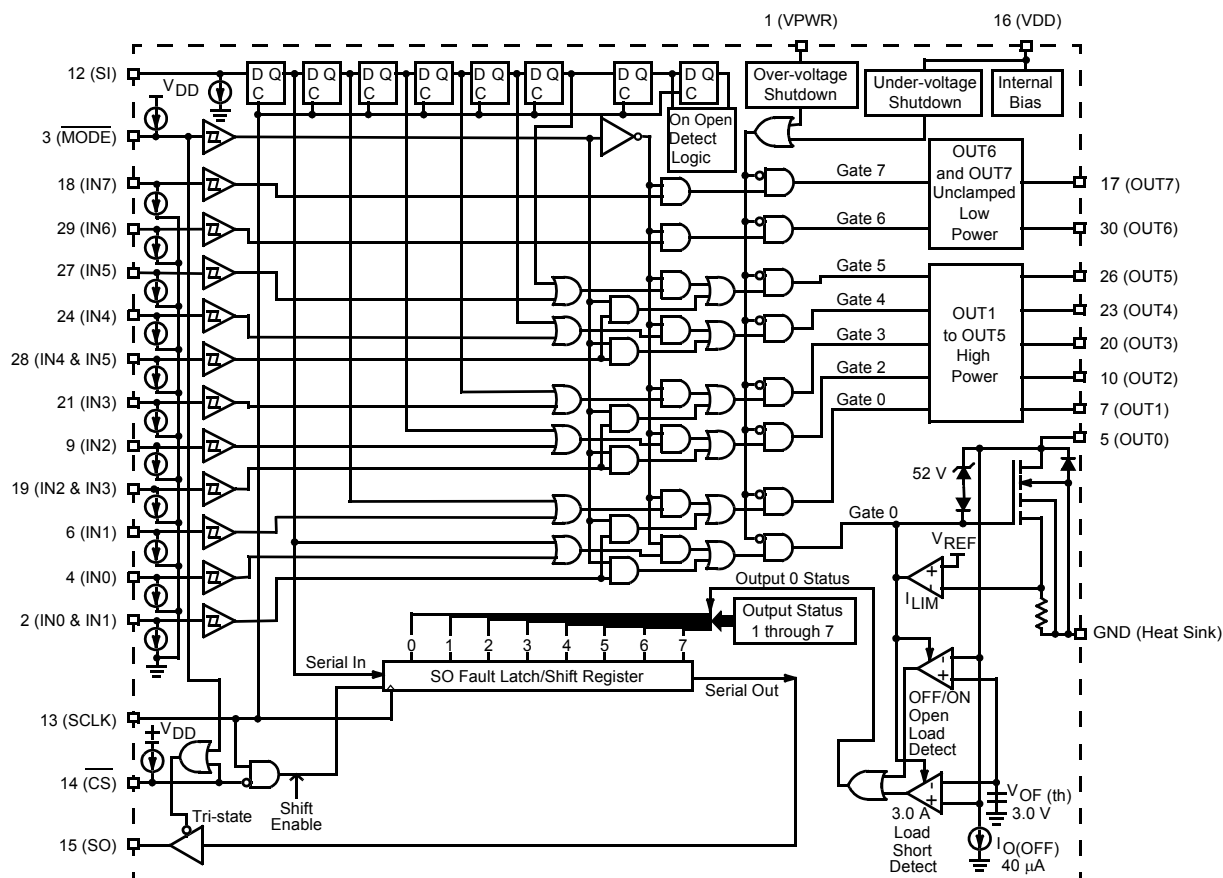 1 (VPWR)
16 (VDD)
12 (SI)
D Q
C
D Q
C
D Q
C
D Q
C
D Q
C
D Q
C
D Q
C
D Q
C
Over-voltage
Shutdown
Under-voltage
Shutdown
Internal
Bias
VDD
3 (MODE)
On Open
Detect
Logic
18 (IN7)
Gate 7
OUT6
and OUT7
Unclamped
Low
Power
17 (OUT7)
29 (IN6)
Gate 6
30 (OUT6)
27 (IN5)
Gate 5
26 (OUT5)
24 (IN4)
Gate 4
OUT1
to OUT5
High
Power
23 (OUT4)
28 (IN4 & IN5)
Gate 3
20 (OUT3)
21 (IN3)
Gate 2
10 (OUT2)
9 (IN2)
Gate 0
7 (OUT1)
5 (OUT0)
19 (IN2 & IN3)
52 V
6 (IN1)
Gate 0
VREF
+
-
ILIM
4 (IN0)
2 (IN0 & IN1)
Output 0 Status
Output Status
1 through 7
GND (Heat Sink)
0 1 2 3 4 5 6 7
Serial In
SO Fault Latch/Shift Register
Serial Out
-
+
OFF/ON
Open
Load
Detect
13 (SCLK)
+VDD
14 (CS)
Shift
Enable
Tri-state
15 (SO)
-
+
3.0 A
Load
Short
Detect
VOF (th)
3.0 V
IO(OFF)
40 μA